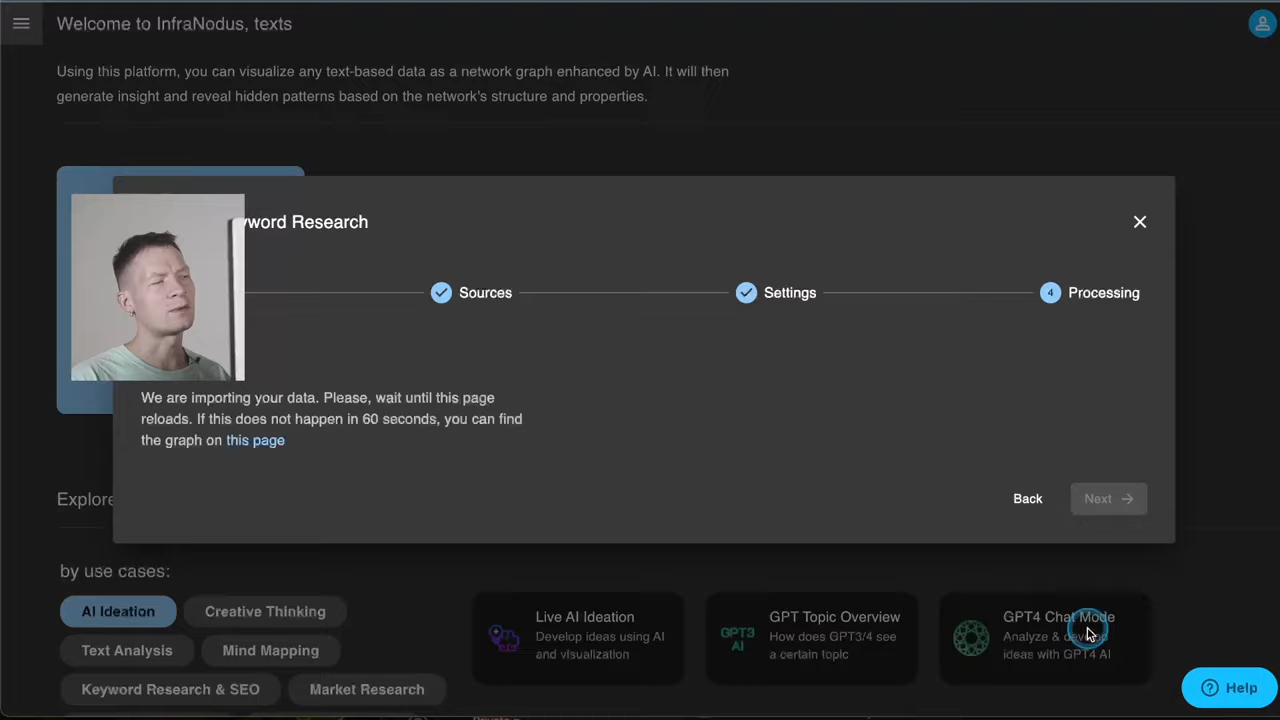 Welcome to InfraNodus, texts
Using this platform, you can visualize any text-based data as a network graph enhanced by AI. It will then
generate insight and reveal hidden patterns based on the network's structure and properties.
yword Research
Sources
Settings
4 Processing
We are importing your data. Please, wait until this page
reloads. If this does not happen in 60 seconds, you can find
the graph on this page
Back
Next
Explore
by use cases:
AI Ideation
Creative Thinking
Text Analysis
Mind Mapping
Keyword Research & SEO
Market Research
Live AI Ideation
Develop ideas using AI
and visualization
GPT3
AI
GPT Topic Overview
How does GPT3/4 see
a certain topic
GPT4 Chat Mode
Analyze & develop
ideas with GPT4 AI
Help